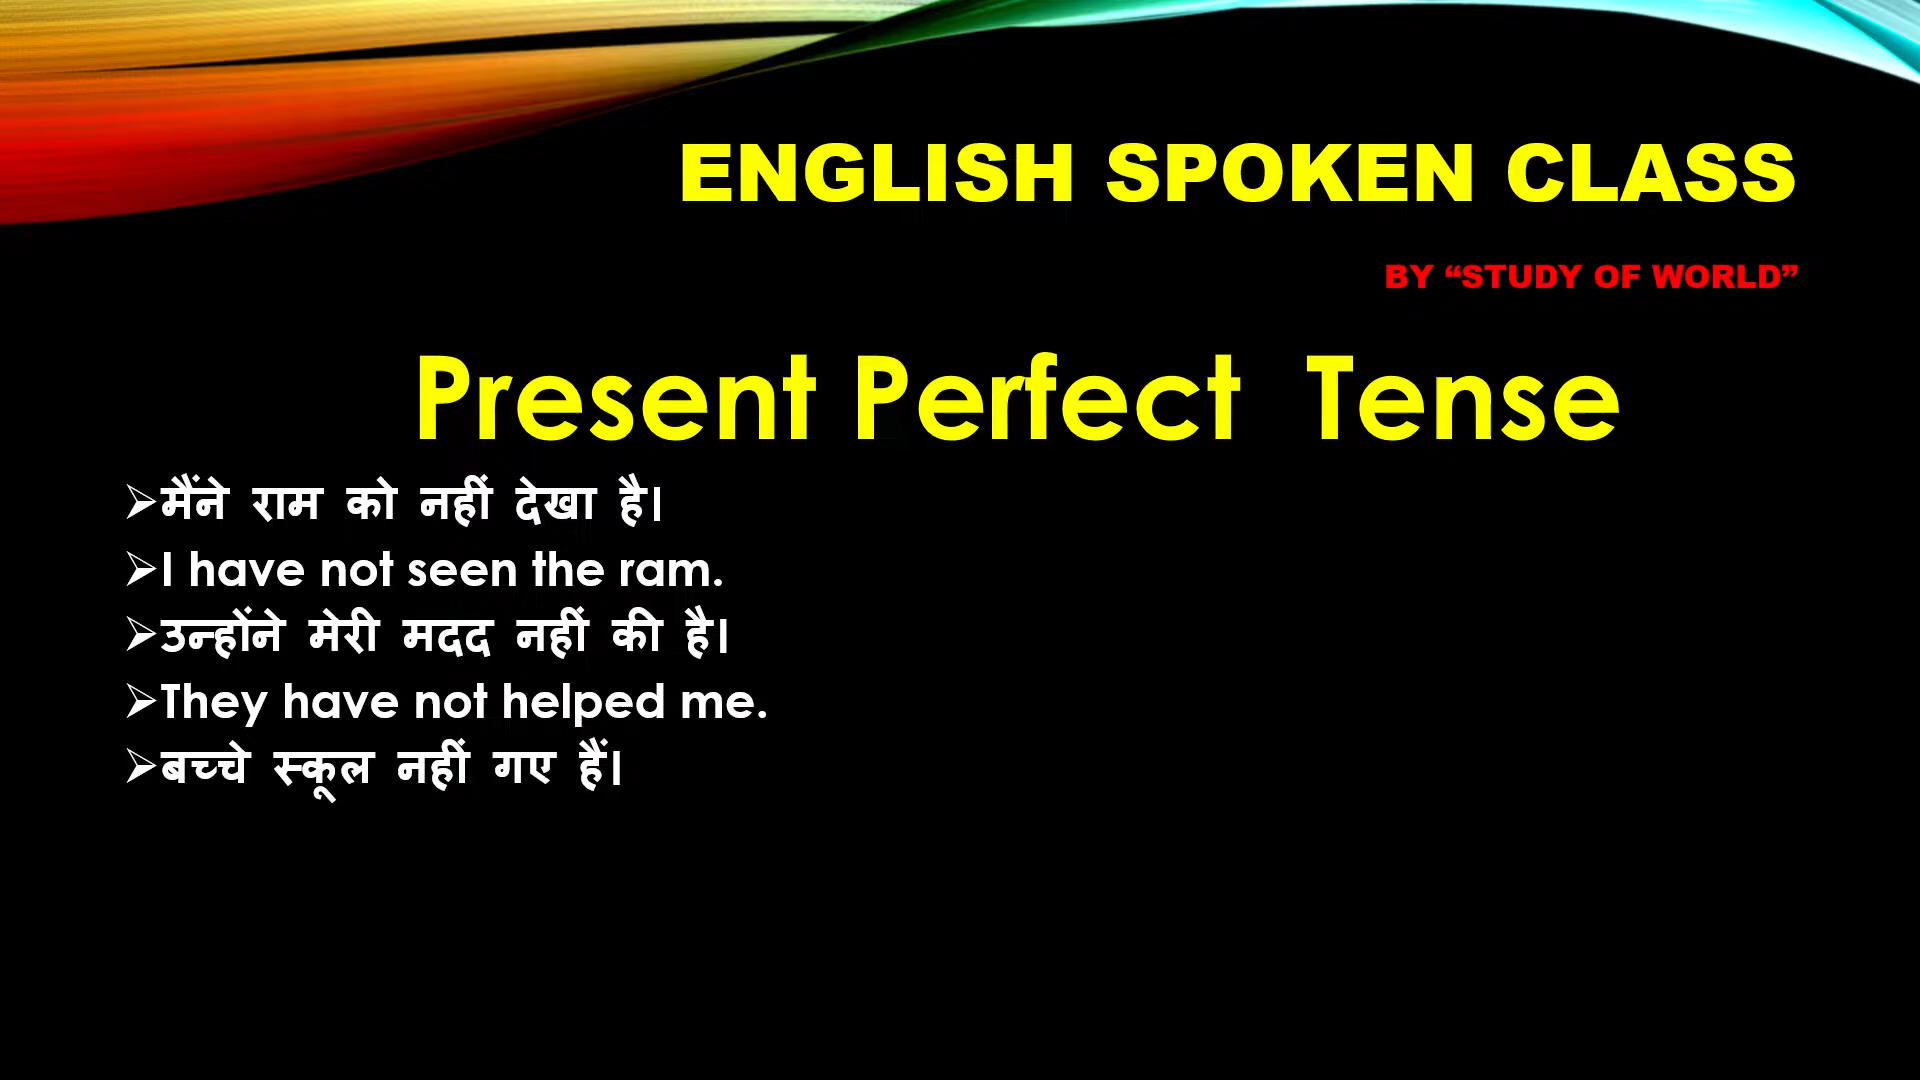 ENGLISH SPOKEN CLASS
BY “STUDY OF WORLD”
Present Perfect Tense
➢मैंने राम को नहीं देखा है।
➢I have not seen the ram.
➢उन्होंने मेरी मदद नहीं की है।
➢They have not helped me.
➢बच्चे स्कूल नहीं गए हैं।